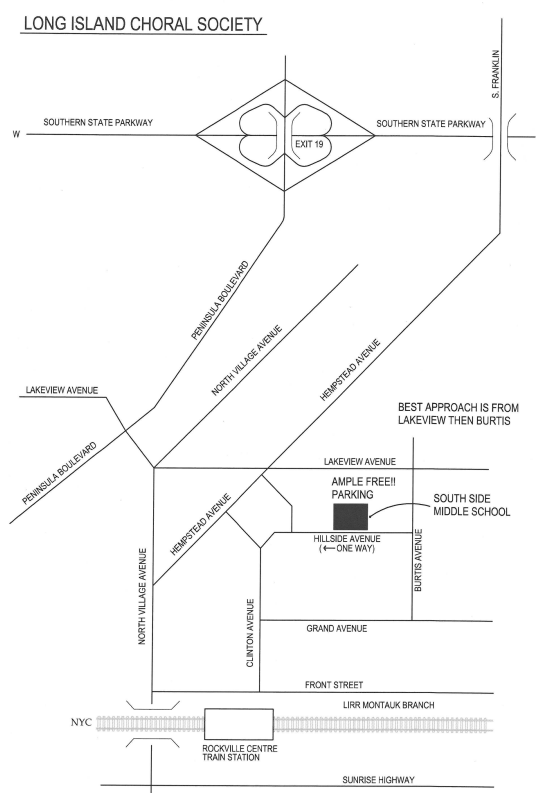 LONG ISLAND CHORAL SOCIETY
S. FRANKLIN
SOUTHERN STATE PARKWAY
SOUTHERN STATE PARKWAY
W
EXIT 19
PENINSULA BOULEVARD
NORTH VILLAGE AVENUE
HEMPSTEAD AVENUE
LAKEVIEW AVENUE
BEST APPROACH IS FROM
LAKEVIEW THEN BURTIS
PENINSULA BOULEVARD
LAKEVIEW AVENUE
AMPLE FREE!!
PARKING
SOUTH SIDE
MIDDLE SCHOOL
HEMPSTEAD AVENUE
HILLSIDE AVENUE
(← ONE WAY)
BURTIS AVENUE
NORTH VILLAGE AVENUE
CLINTON AVENUE
GRAND AVENUE
FRONT STREET
LIRR MONTAUK BRANCH
NYC
ROCKVILLE CENTRE
TRAIN STATION
SUNRISE HIGHWAY